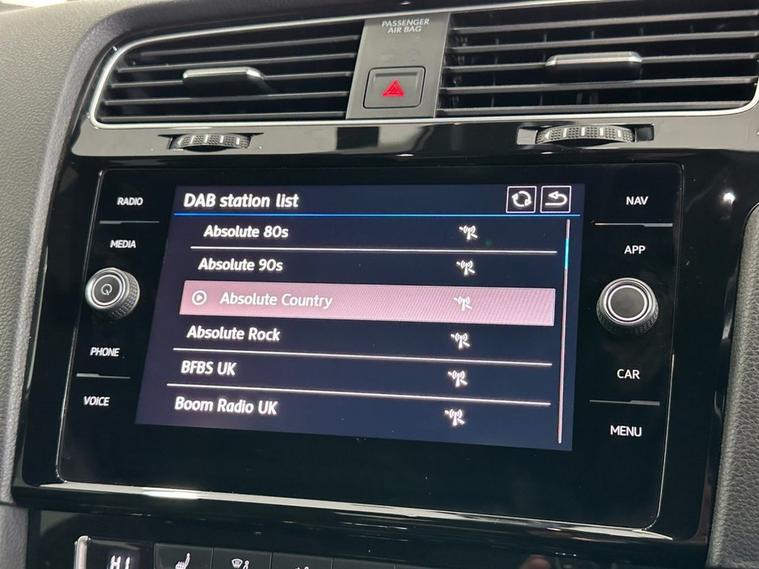 PASSENGER
AIR BAG
DAB station list
RADIO
MEDIA
PHONE
VOICE
Absolute 80s
Absolute 90s
Absolute Country
Absolute Rock
BFBS UK
Boom Radio UK
NAV
APP
CAR
MENU
HI